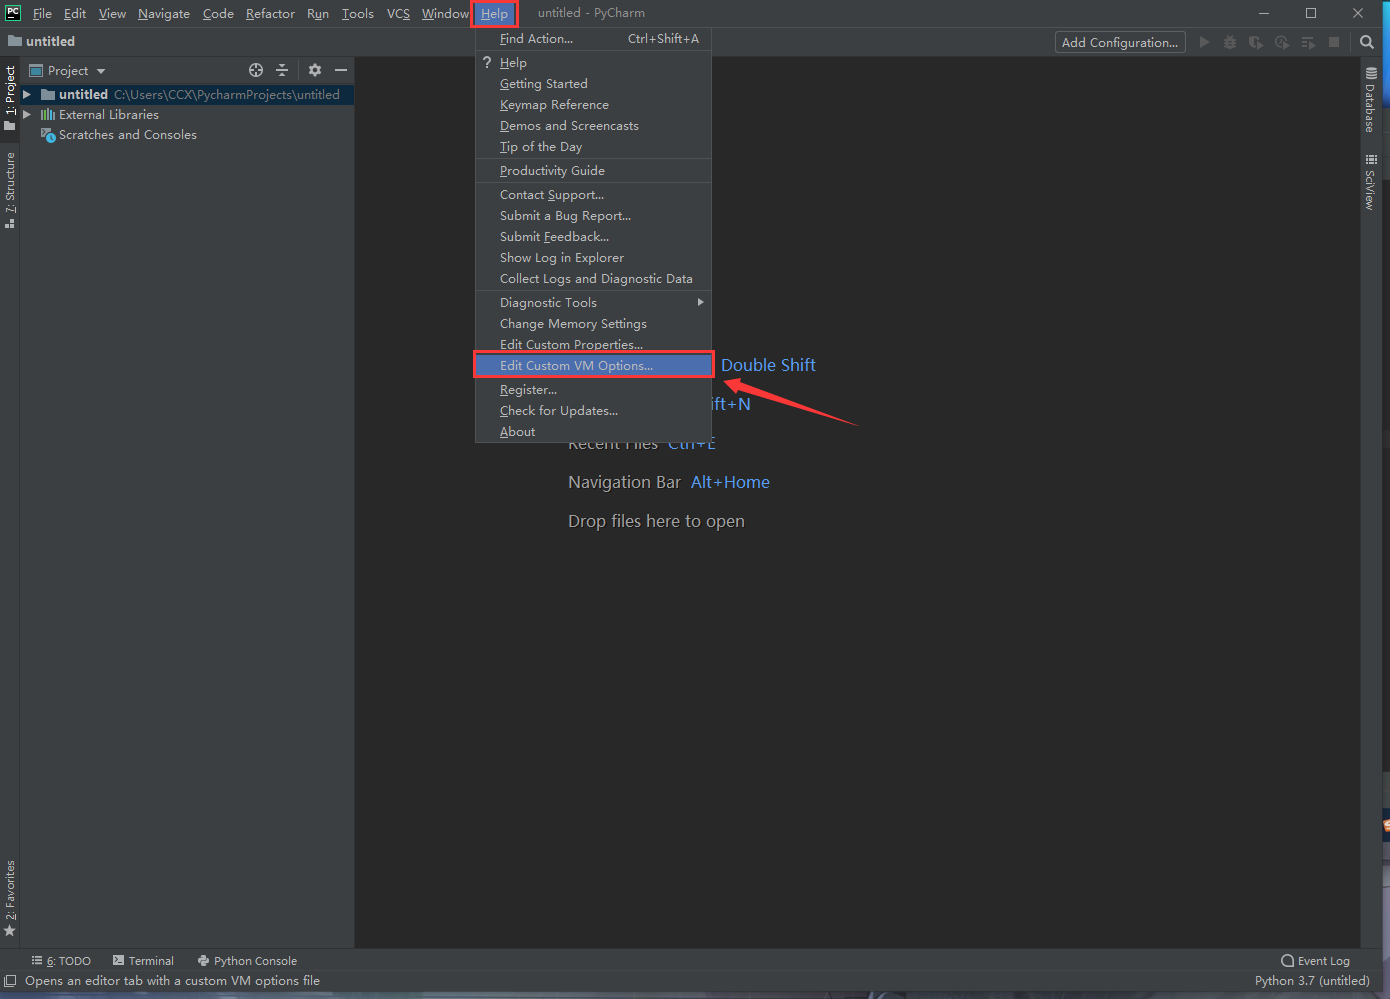 PC File Edit View Navigate Code Refactor Run Tools VCS Window Help untitled - PyCharm
untitled
Add Configuration...
Project
untitled C:\Users\CCX\PycharmProjects\untitled
External Libraries
Scratches and Consoles
1: Project
7: Structure
2: Favorites
Find Action... Ctrl+Shift+A
? Help
Getting Started
Keymap Reference
Demos and Screencasts
Tip of the Day
Productivity Guide
Contact Support...
Submit a Bug Report...
Submit Feedback...
Show Log in Explorer
Collect Logs and Diagnostic Data
Diagnostic Tools
Change Memory Settings
Edit Custom Properties...
Edit Custom VM Options...
Register...
Check for Updates...
About
Double Shift
ift+N
Recent Files Ctrl+E
Navigation Bar Alt+Home
Drop files here to open
Database
SciView
6: TODO Terminal Python Console Event Log
Opens an editor tab with a custom VM options file Python 3.7 (untitled)